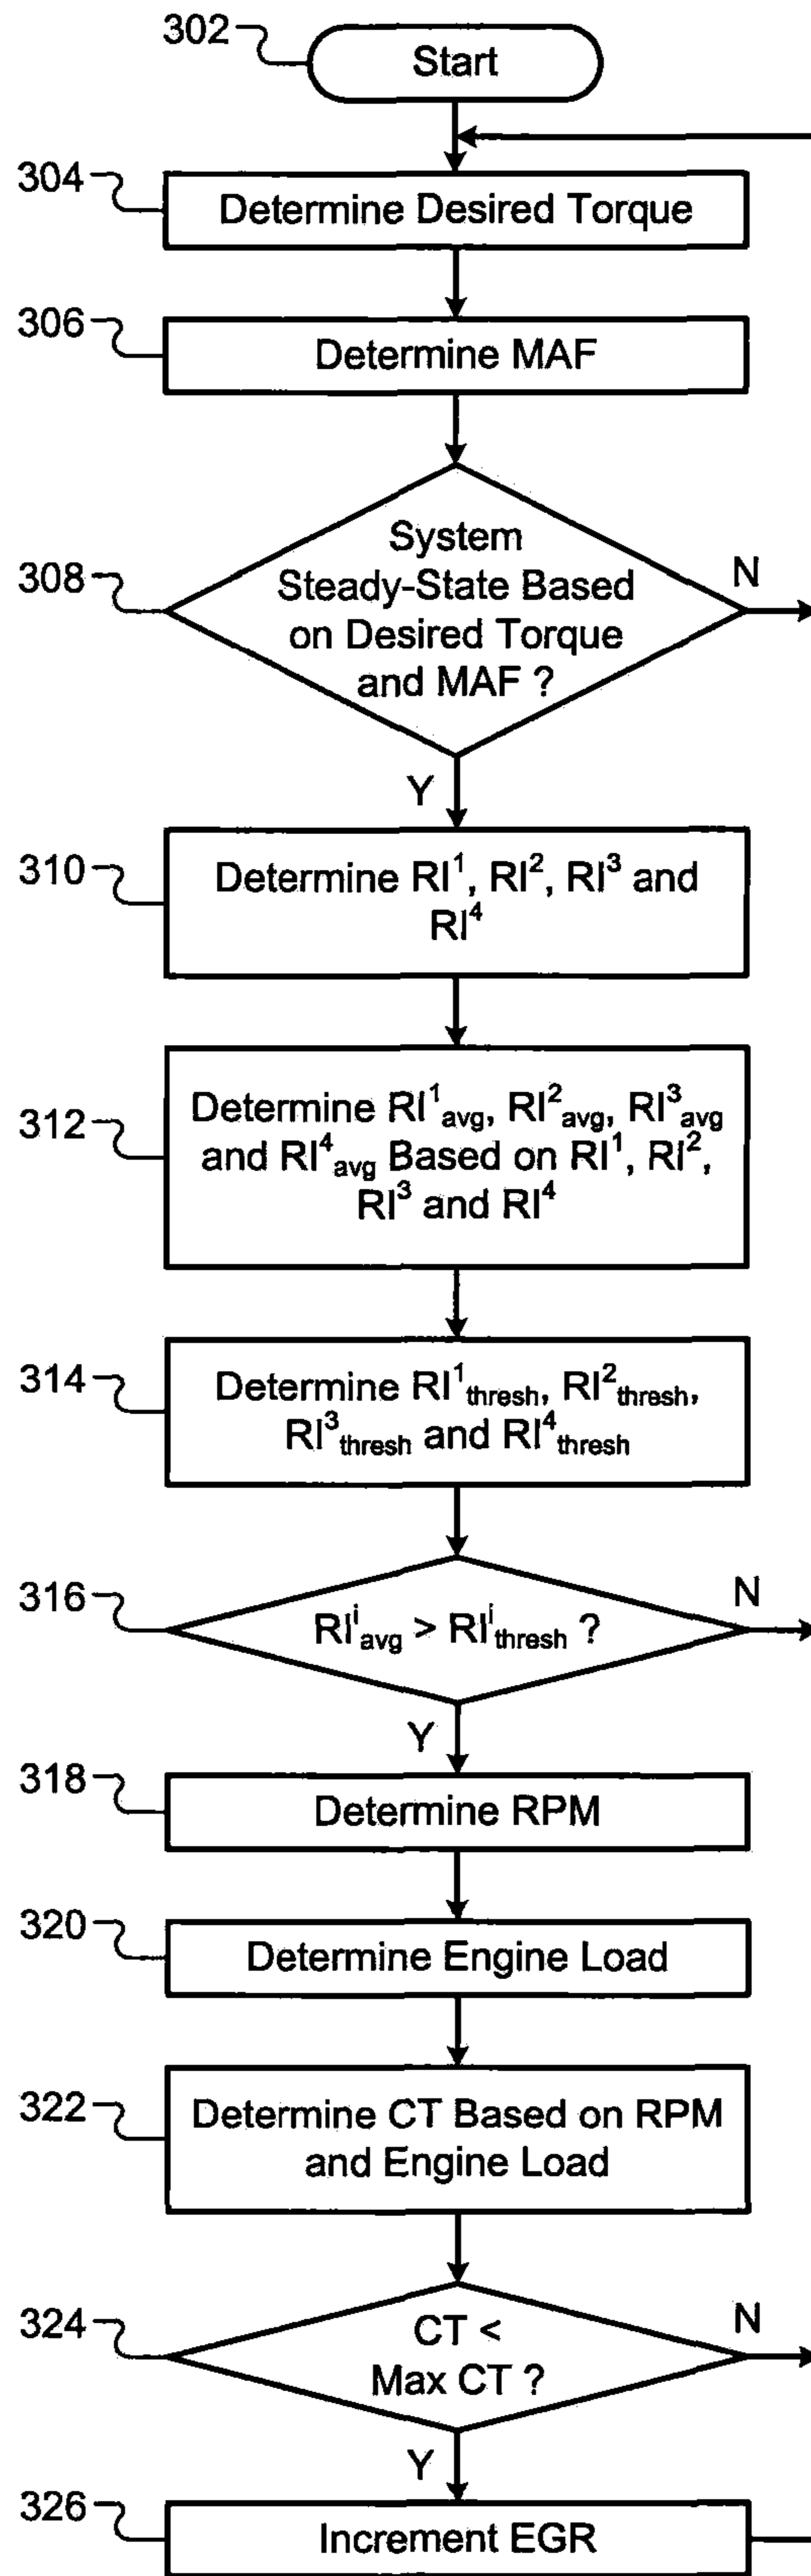 302
Start
304
Determine Desired Torque
306
Determine MAF
308
System
Steady-State Based
on Desired Torque
and MAF ?
N
Y
310
Determine RI¹, RI², RI³ and
RI⁴
312
Determine RI¹avg, RI²avg, RI³avg
and RI⁴avg Based on RI¹, RI²,
RI³ and RI⁴
314
Determine RI¹thresh, RI²thresh,
RI³thresh and RI⁴thresh
316
RIⁱavg > RIⁱthresh ?
N
Y
318
Determine RPM
320
Determine Engine Load
322
Determine CT Based on RPM
and Engine Load
324
CT <
Max CT ?
N
Y
326
Increment EGR